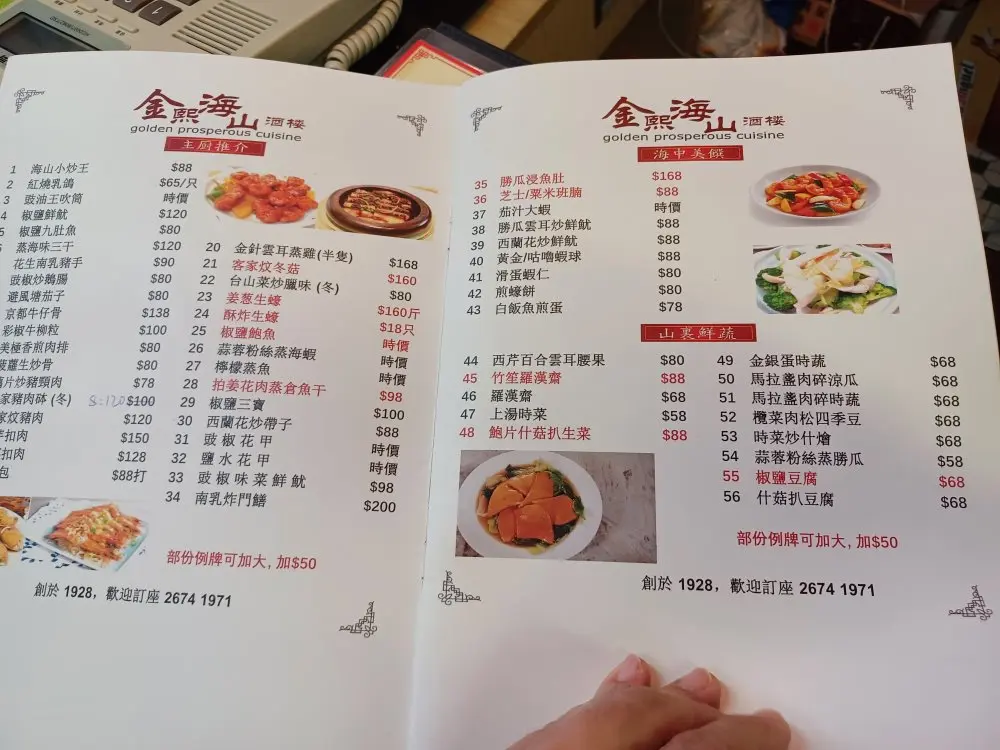 金熙海山酒楼
golden prosperous cuisine
主厨推介
1 海山小炒王 $88
2 紅燒乳鴿 $65/只
3 豉油王吹筒 時價
4 椒鹽鮮魷 $120
5 椒鹽九肚魚 $80
蒸海味三干 $120
花生南乳豬手 $90
豉椒炒鵝腸 $80
避風塘茄子 $80
京都牛仔骨 $138
彩椒牛柳粒 $100
美極香煎肉排 $80
蘿生炒骨 $80
片炒豬頸肉 $78
家豬肉砵 (冬) $100
家炆豬肉 $120
扣肉 $150
扣肉 $128
包 $88打
20 金針雲耳蒸雞(半隻) $168
21 客家炆冬菇 $160
22 台山菜炒臘味 (冬) $80
23 姜葱生蠔 $160斤
24 酥炸生蠔 $18只
25 椒鹽鮑魚 時價
26 蒜蓉粉絲蒸海蝦 時價
27 檸檬蒸魚 時價
28 拍姜花肉蒸倉魚干 $98
29 椒鹽三寶 $100
30 西蘭花炒帶子 $88
31 豉椒花甲 時價
32 鹽水花甲 時價
33 豉椒味菜鮮魷 $98
34 南乳炸門鱔 $200
部份例牌可加大, 加$50
創於 1928，歡迎訂座 2674 1971
金熙海山酒楼
golden prosperous cuisine
海中美饌
35 勝瓜浸魚肚 $168
36 芝士/粟米班腩 $88
37 茄汁大蝦 時價
38 勝瓜雲耳炒鮮魷 $88
39 西蘭花炒鮮魷 $88
40 黃金/咕嚕蝦球 $88
41 滑蛋蝦仁 $80
42 煎蠔餅 $80
43 白飯魚煎蛋 $78
山裏鮮蔬
44 西芹百合雲耳腰果 $80
45 竹笙羅漢齋 $88
46 羅漢齋 $68
47 上湯時菜 $58
48 鮑片什菇扒生菜 $88
49 金銀蛋時蔬 $68
50 馬拉盞肉碎涼瓜 $68
51 馬拉盞肉碎時蔬 $68
52 欖菜肉松四季豆 $68
53 時菜炒什燴 $68
54 蒜蓉粉絲蒸勝瓜 $58
55 椒鹽豆腐 $68
56 什菇扒豆腐 $68
部份例牌可加大, 加$50
創於 1928，歡迎訂座 2674 1971